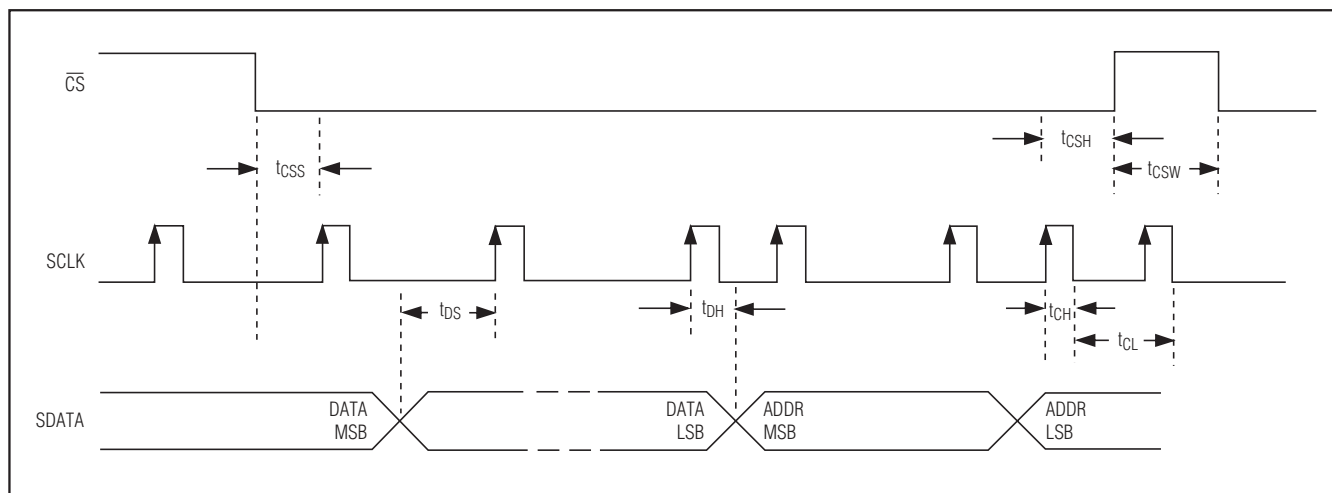 CS
tCSS
tCSH
tCSW
SCLK
tDS
tDH
tCH
tCL
SDATA
DATA
MSB
DATA
LSB
ADDR
MSB
ADDR
LSB